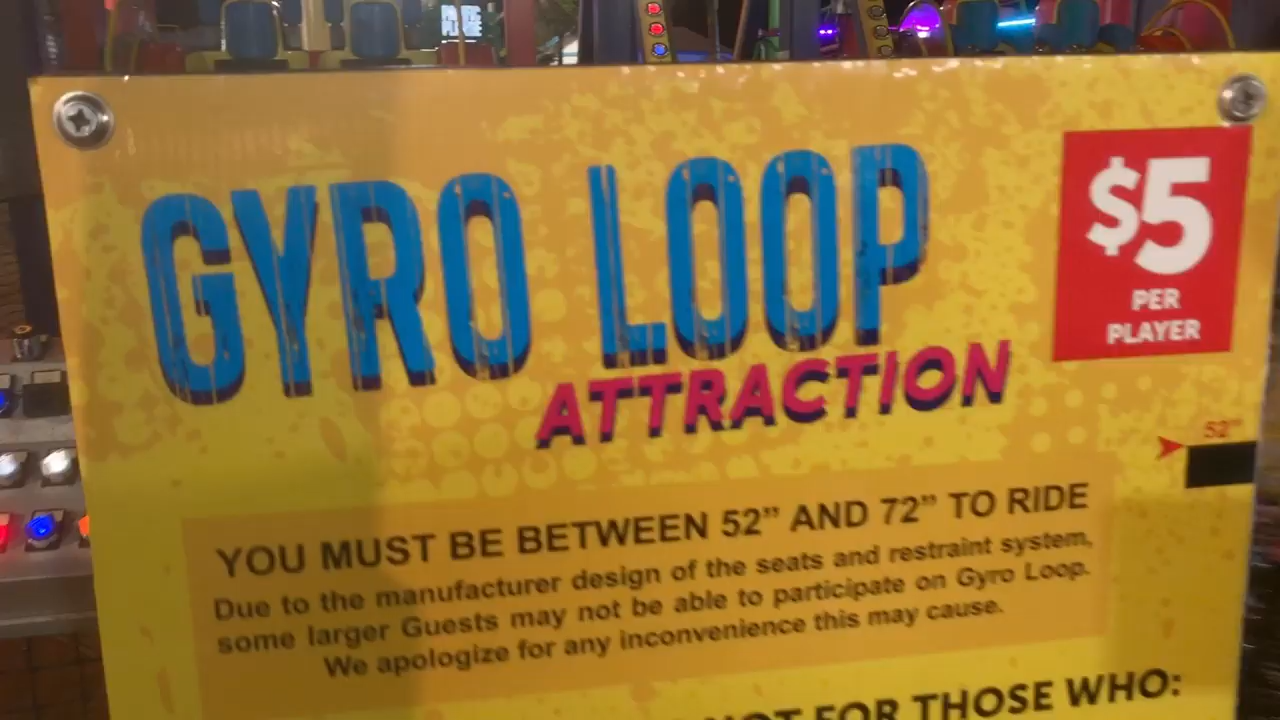 GYRO LOOP
ATTRACTION
$5
PER
PLAYER
52"
YOU MUST BE BETWEEN 52” AND 72” TO RIDE
Due to the manufacturer design of the seats and restraint system,
some larger Guests may not be able to participate on Gyro Loop.
We apologize for any inconvenience this may cause.
NOT FOR THOSE WHO: